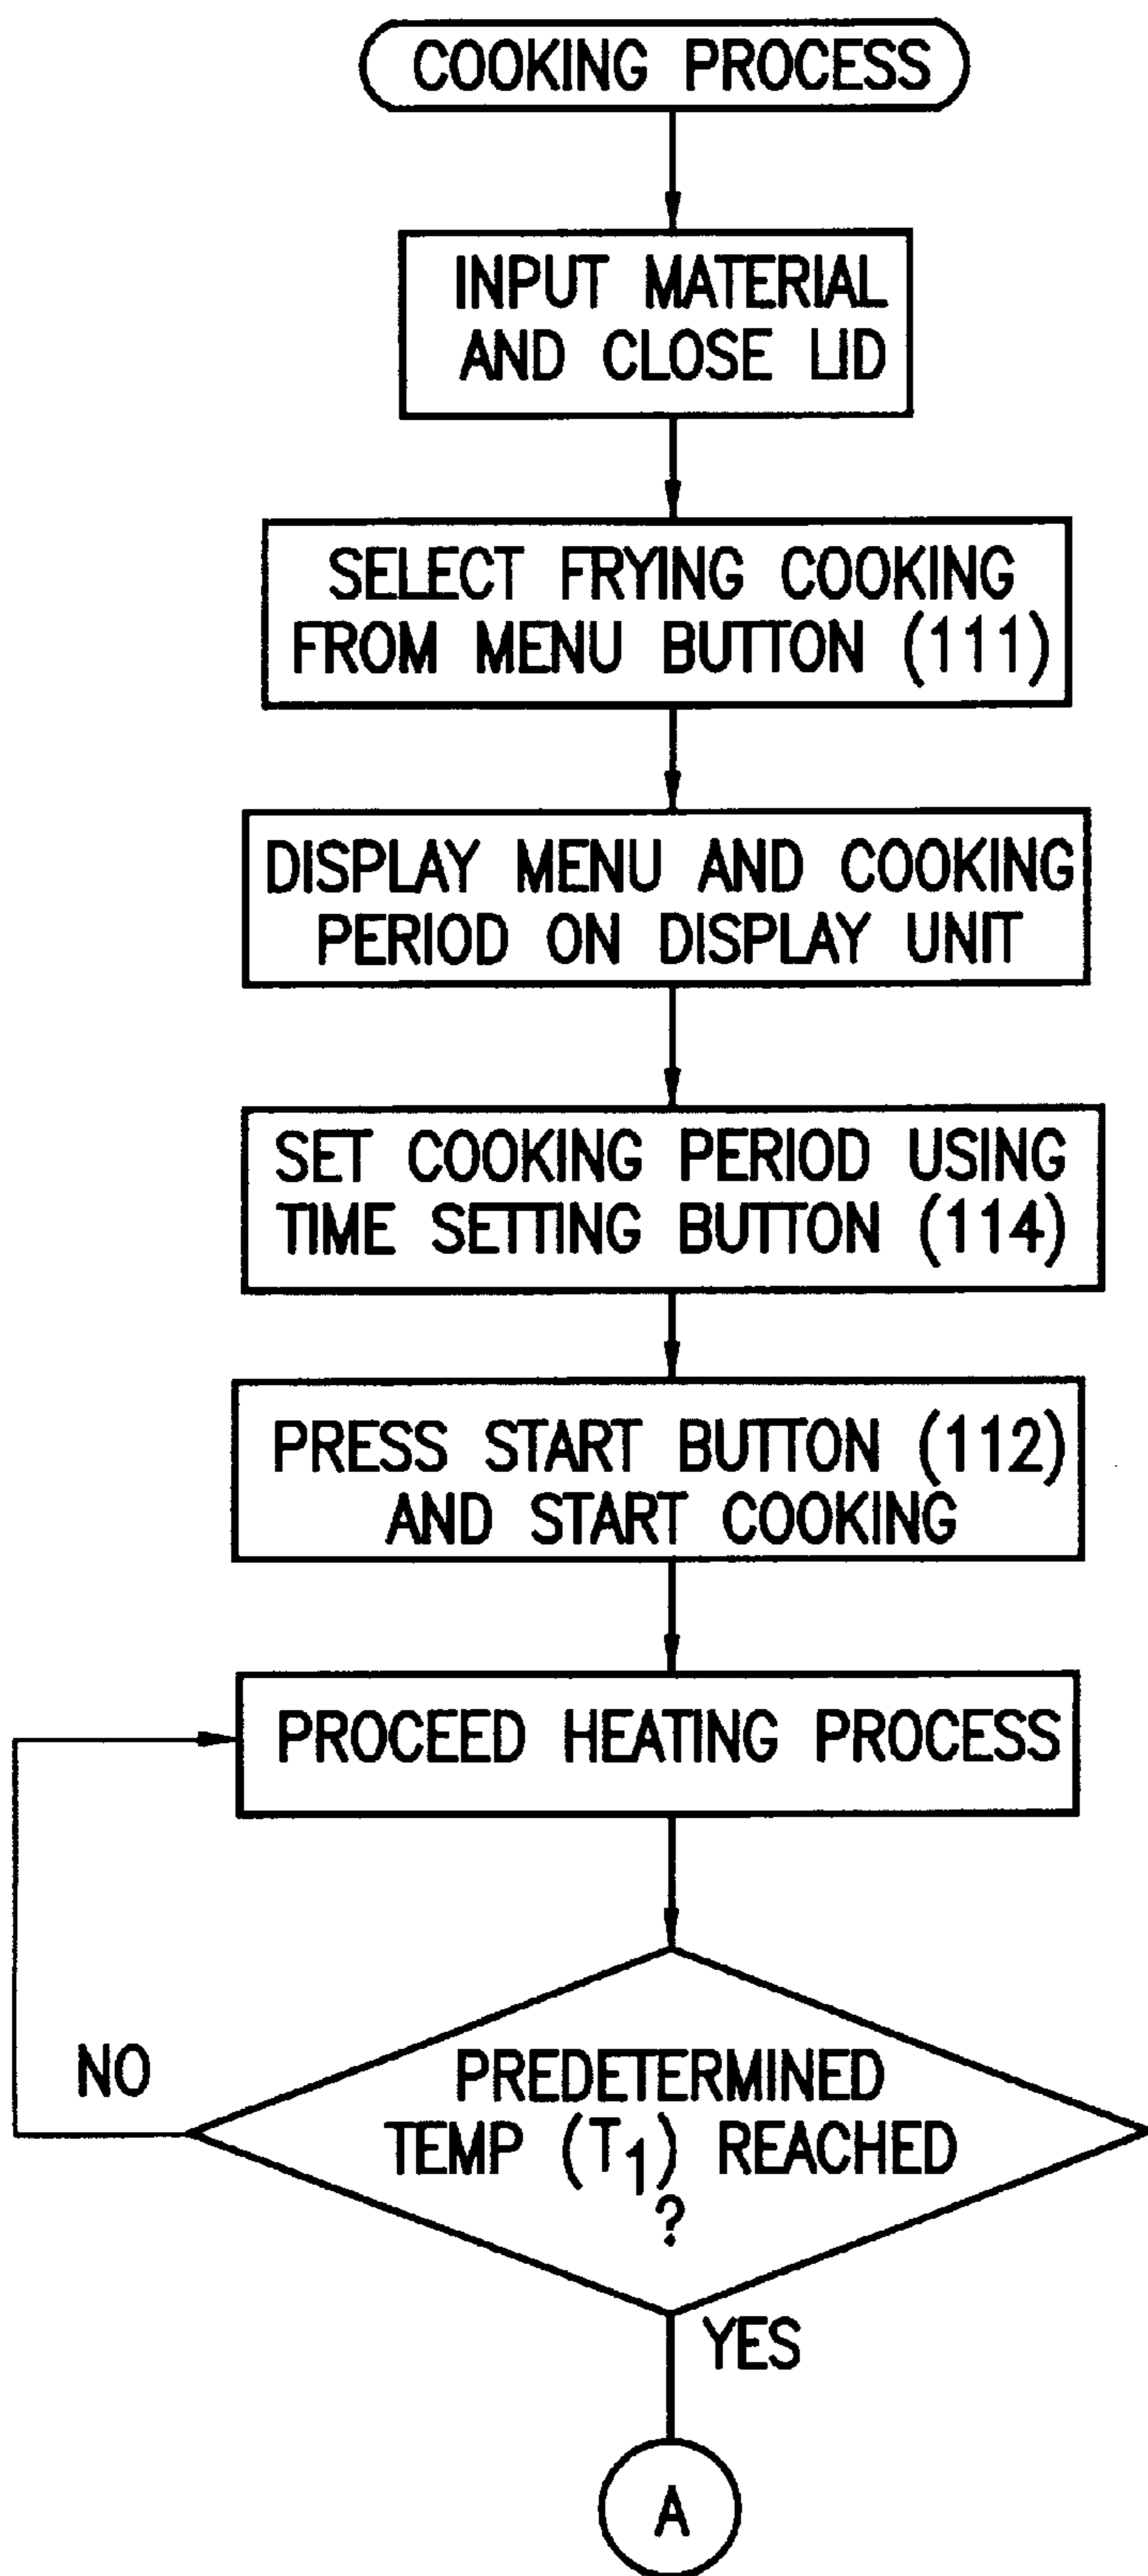 COOKING PROCESS
INPUT MATERIAL
AND CLOSE LID
SELECT FRYING COOKING
FROM MENU BUTTON (111)
DISPLAY MENU AND COOKING
PERIOD ON DISPLAY UNIT
SET COOKING PERIOD USING
TIME SETTING BUTTON (114)
PRESS START BUTTON (112)
AND START COOKING
PROCEED HEATING PROCESS
NO
PREDETERMINED
TEMP (T1) REACHED
?
YES
A